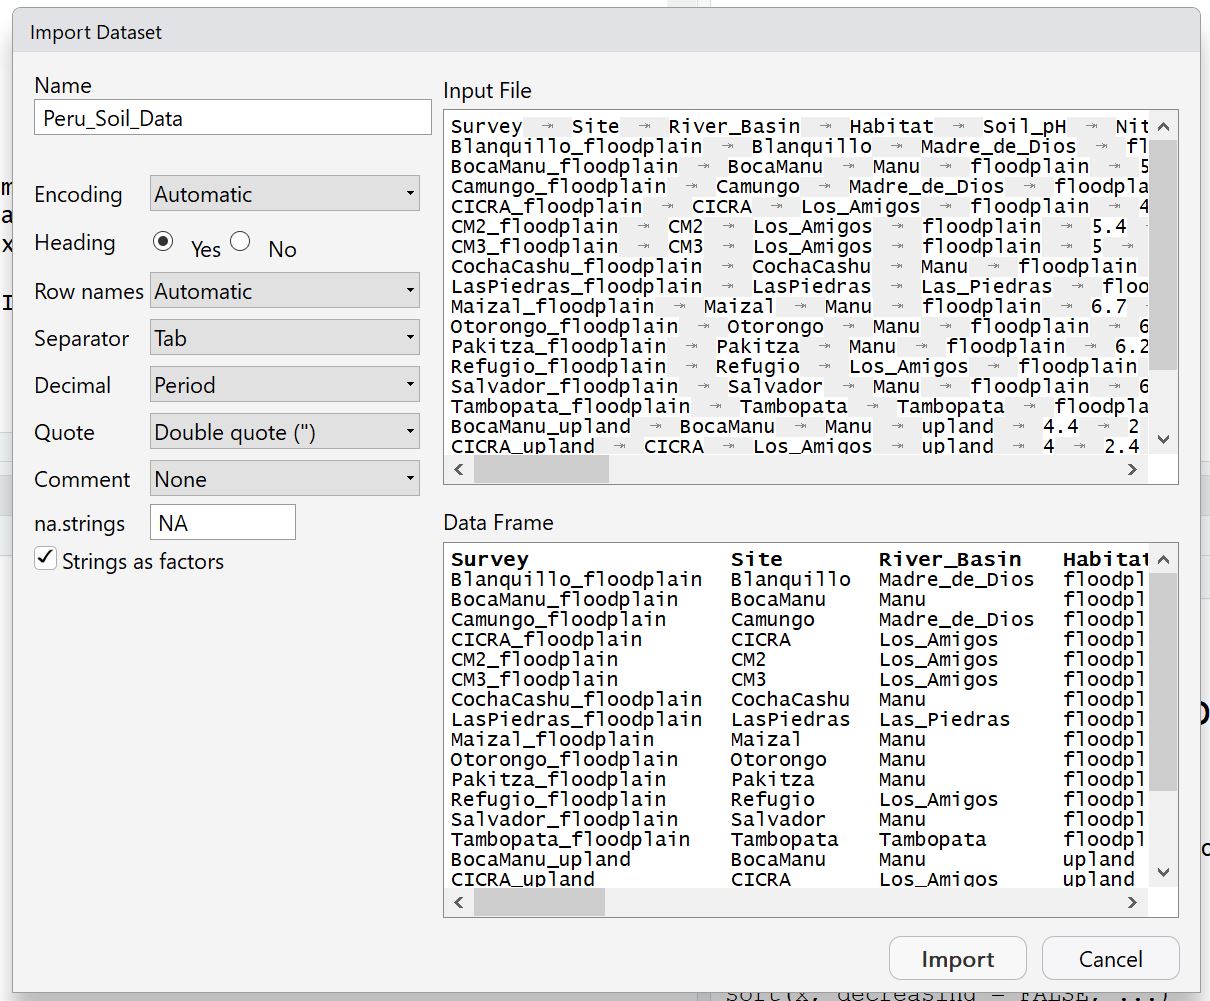 Import Dataset
Name
Peru_Soil_Data
Encoding Automatic
Heading Yes No
Row names Automatic
Separator Tab
Decimal Period
Quote Double quote (")
Comment None
na.strings NA
Strings as factors
Input File
Survey → Site → River_Basin → Habitat → Soil_pH → Nit
Blanquillo_floodplain → Blanquillo → Madre_de_Dios → fl
BocaManu_floodplain → BocaManu → Manu → floodplain → 5
Camungo_floodplain → Camungo → Madre_de_Dios → floodpla
CICRA_floodplain → CICRA → Los_Amigos → floodplain → 4
CM2_floodplain → CM2 → Los_Amigos → floodplain → 5.4 →
CM3_floodplain → CM3 → Los_Amigos → floodplain → 5 →
CochaCashu_floodplain → CochaCashu → Manu → floodplain
LasPiedras_floodplain → LasPiedras → Las_Piedras → floo
Maizal_floodplain → Maizal → Manu → floodplain → 6.7 →
Otorongo_floodplain → Otorongo → Manu → floodplain → 6
Pakitza_floodplain → Pakitza → Manu → floodplain → 6.2
Refugio_floodplain → Refugio → Los_Amigos → floodplain
Salvador_floodplain → Salvador → Manu → floodplain → 6
Tambopata_floodplain → Tambopata → Tambopata → floodpla
BocaManu_upland → BocaManu → Manu → upland → 4.4 → 2
CICRA_upland → CICRA → Los_Amigos → upland → 4 → 2.4
Data Frame
Survey Site River_Basin Habitat
Blanquillo_floodplain Blanquillo Madre_de_Dios floodpl
BocaManu_floodplain BocaManu Manu floodpl
Camungo_floodplain Camungo Madre_de_Dios floodpl
CICRA_floodplain CICRA Los_Amigos floodpl
CM2_floodplain CM2 Los_Amigos floodpl
CM3_floodplain CM3 Los_Amigos floodpl
CochaCashu_floodplain CochaCashu Manu floodpl
LasPiedras_floodplain LasPiedras Las_Piedras floodpl
Maizal_floodplain Maizal Manu floodpl
Otorongo_floodplain Otorongo Manu floodpl
Pakitza_floodplain Pakitza Manu floodpl
Refugio_floodplain Refugio Los_Amigos floodpl
Salvador_floodplain Salvador Manu floodpl
Tambopata_floodplain Tambopata Tambopata floodpl
BocaManu_upland BocaManu Manu upland
CICRA_upland CICRA Los_Amigos upland
Import Cancel
sort(x, decreasing = FALSE, ...)